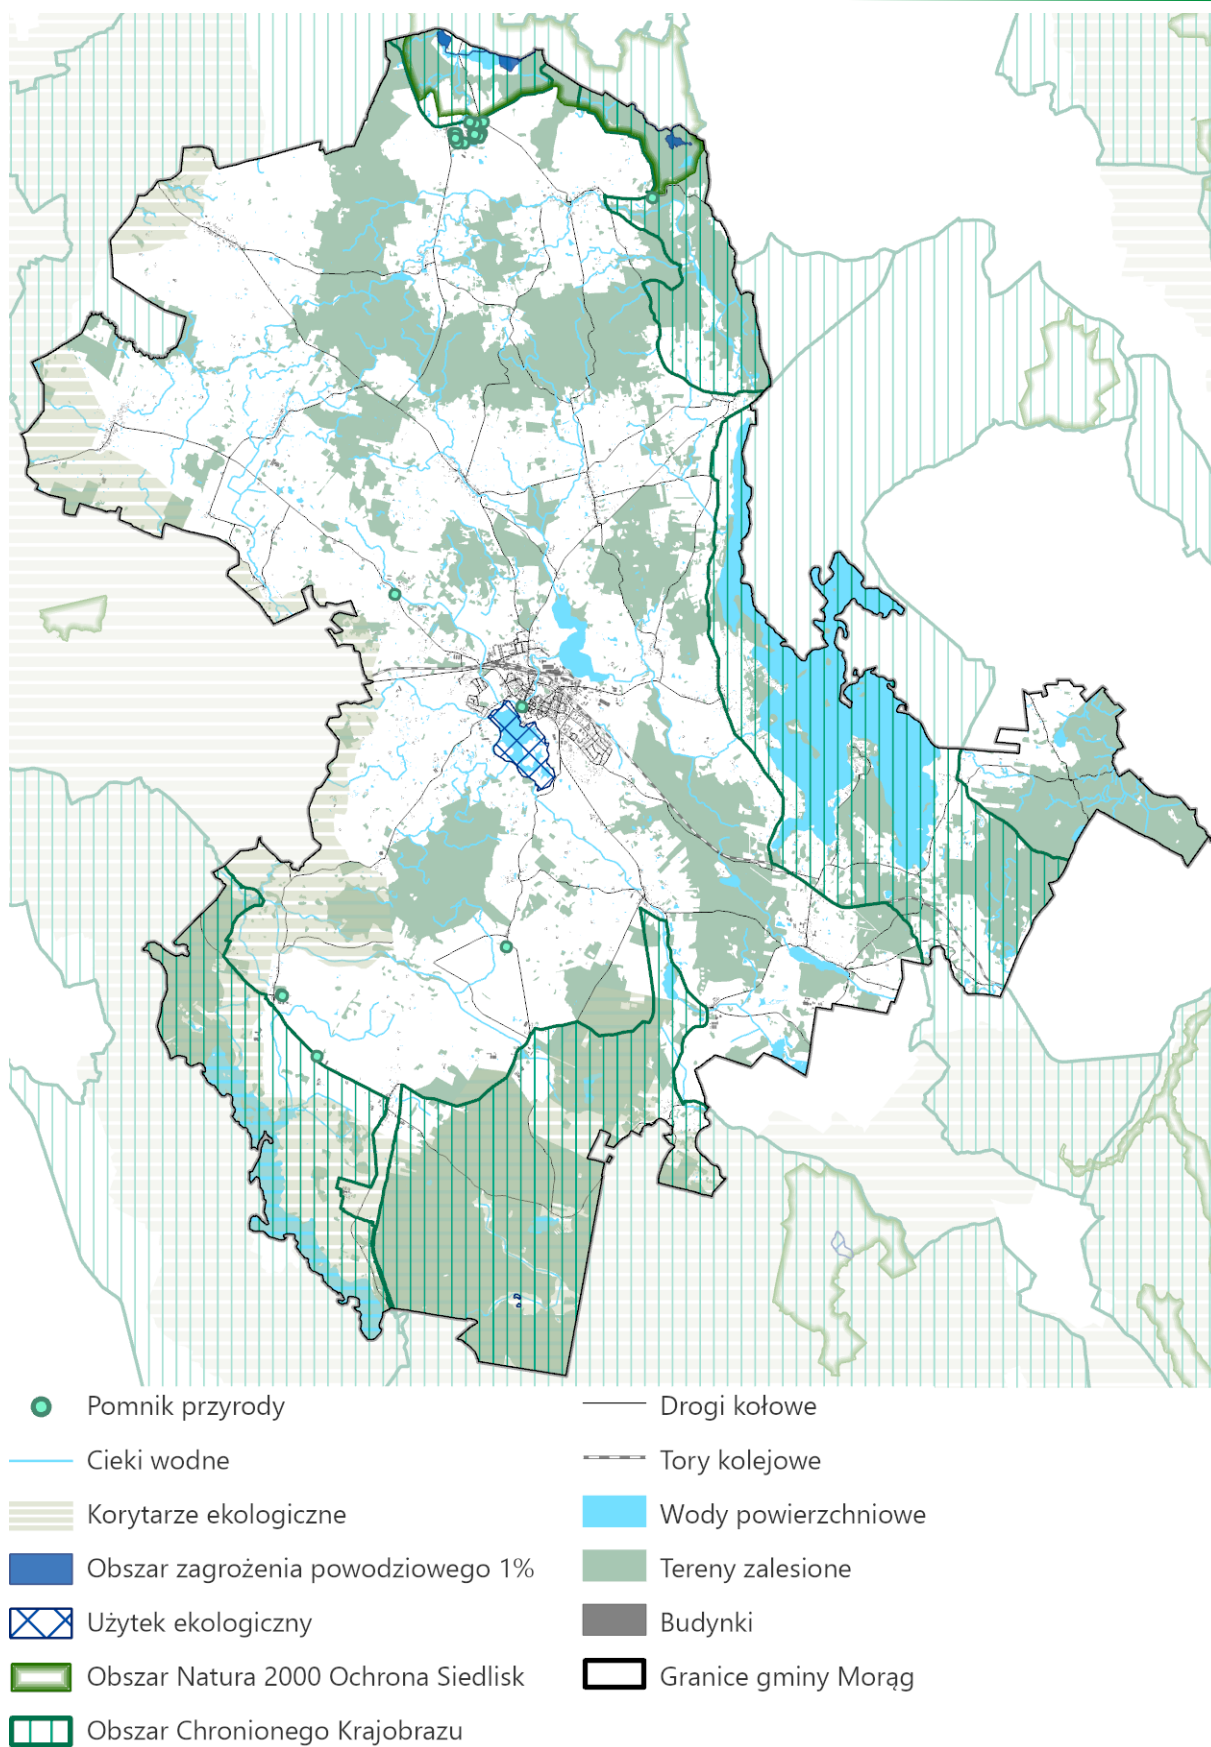 Pomnik przyrody
Cieki wodne
Korytarze ekologiczne
Obszar zagrożenia powodziowego 1%
Użytek ekologiczny
Obszar Natura 2000 Ochrona Siedlisk
Obszar Chronionego Krajobrazu
Drogi kołowe
Tory kolejowe
Wody powierzchniowe
Tereny zalesione
Budynki
Granice gminy Morąg